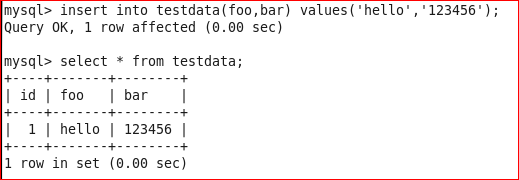 mysql> insert into testdata(foo,bar) values('hello','123456');
Query OK, 1 row affected (0.00 sec)

mysql> select * from testdata;
+----+-------+--------+
| id | foo   | bar    |
+----+-------+--------+
|  1 | hello | 123456 |
+----+-------+--------+
1 row in set (0.00 sec)